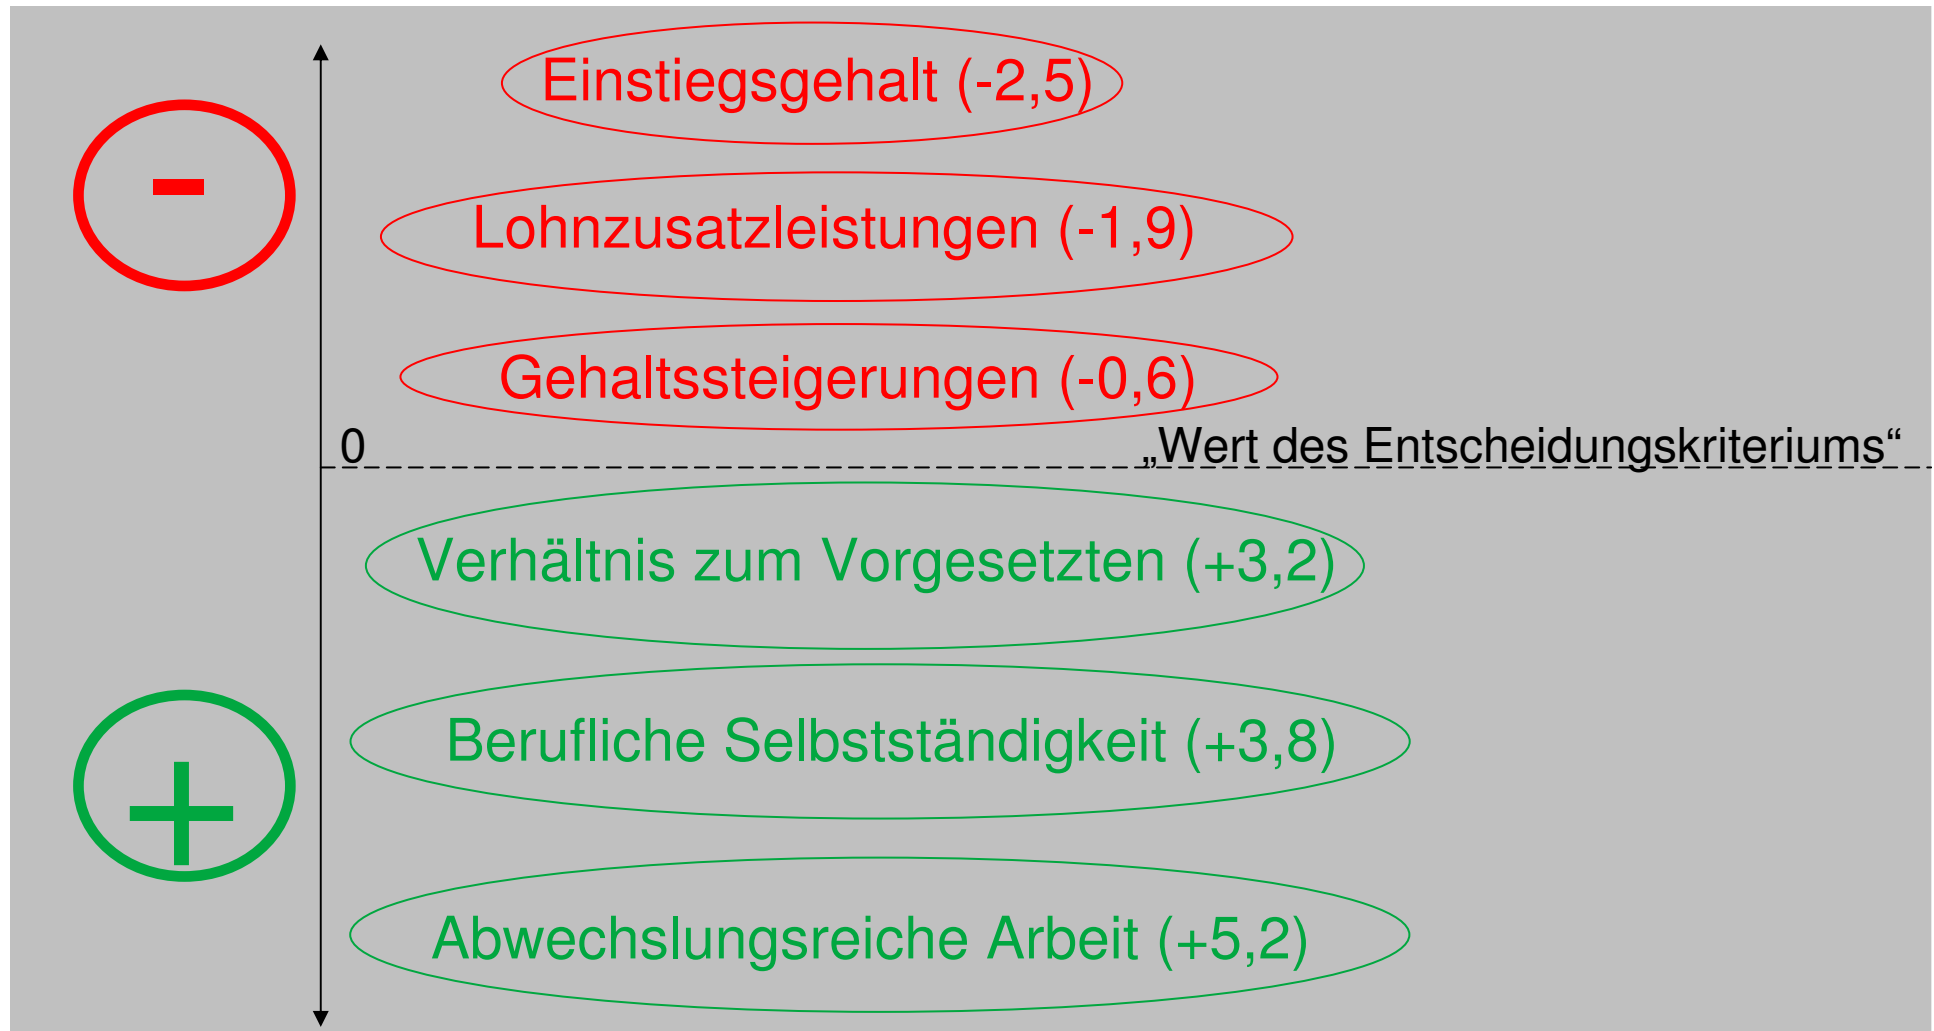 Einstiegsgehalt (-2,5)
-
Lohnzusatzleistungen (-1,9)
Gehaltssteigerungen (-0,6)
0 „Wert des Entscheidungskriteriums“
Verhältnis zum Vorgesetzten (+3,2)
Berufliche Selbstständigkeit (+3,8)
+
Abwechslungsreiche Arbeit (+5,2)